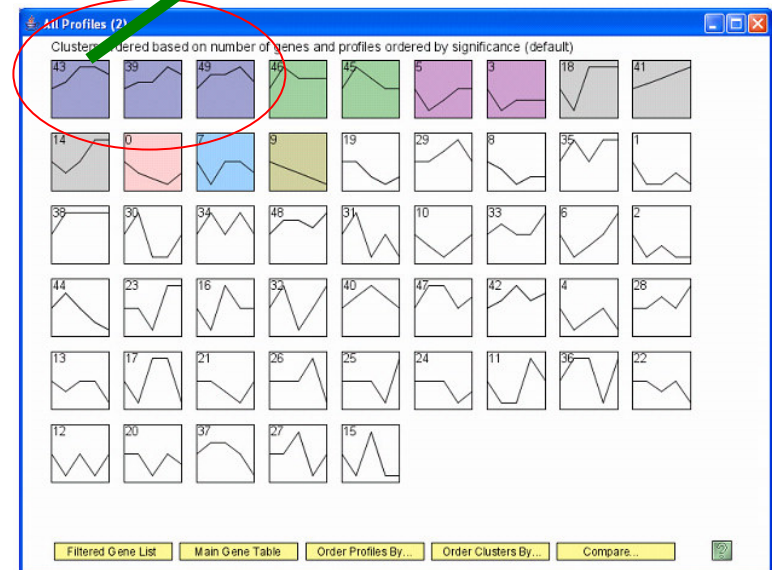 All Profiles (2)
Clusters ordered based on number of genes and profiles ordered by significance (default)
43 39 49 46 45 5 3 18 41
14 0 7 9 19 29 8 35 1
38 30 34 48 31 10 33 6 2
44 23 16 32 40 47 42 4 28
13 17 21 26 25 24 11 36 22
12 20 37 27 15
Filtered Gene List Main Gene Table Order Profiles By... Order Clusters By... Compare... ?